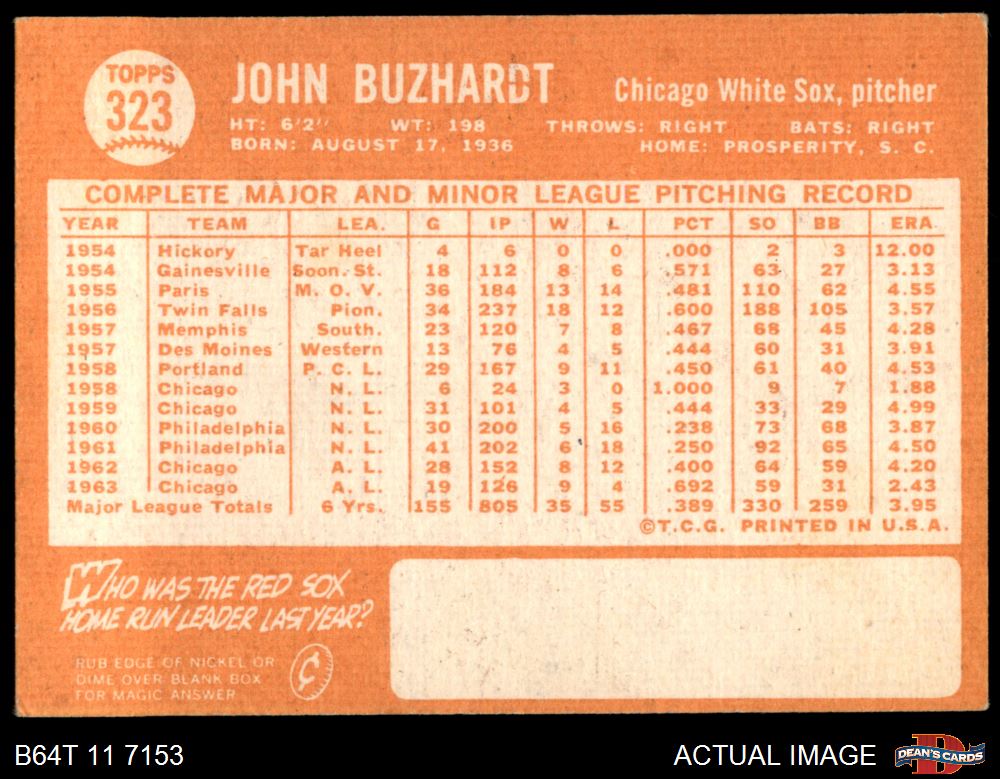 TOPPS
323
JOHN BUZHARDT
Chicago White Sox, pitcher
HT: 6'2" WT: 198 THROWS: RIGHT BATS: RIGHT
BORN: AUGUST 17, 1936 HOME: PROSPERITY, S. C.
COMPLETE MAJOR AND MINOR LEAGUE PITCHING RECORD
YEAR TEAM LEA. G IP W L PCT SO BB ERA
1954 Hickory Tar Heel 4 6 0 0 .000 2 3 12.00
1954 Gainesville Soon. St. 18 112 8 6 .571 63 27 3.13
1955 Paris M. O. V. 36 184 13 14 .481 110 62 4.55
1956 Twin Falls Pion. 34 237 18 12 .600 188 105 3.57
1957 Memphis South. 23 120 7 8 .467 68 45 4.28
1957 Des Moines Western 13 76 4 5 .444 60 31 3.91
1958 Portland P. C. L. 29 167 9 11 .450 61 40 4.53
1958 Chicago N. L. 6 24 3 0 1.000 9 7 1.88
1959 Chicago N. L. 31 101 4 5 .444 33 29 4.99
1960 Philadelphia N. L. 30 200 5 16 .238 73 68 3.87
1961 Philadelphia N. L. 41 202 6 18 .250 92 65 4.50
1962 Chicago A. L. 28 152 8 12 .400 64 59 4.20
1963 Chicago A. L. 19 126 9 4 .692 59 31 2.43
Major League Totals 6 Yrs. 155 805 35 55 .389 330 259 3.95
©T.C.G. PRINTED IN U.S.A.
WHO WAS THE RED SOX
HOME RUN LEADER LAST YEAR?
RUB EDGE OF NICKEL OR
DIME OVER BLANK BOX
FOR MAGIC ANSWER
¢
B64T 11 7153
ACTUAL IMAGE
DEAN'S CARDS